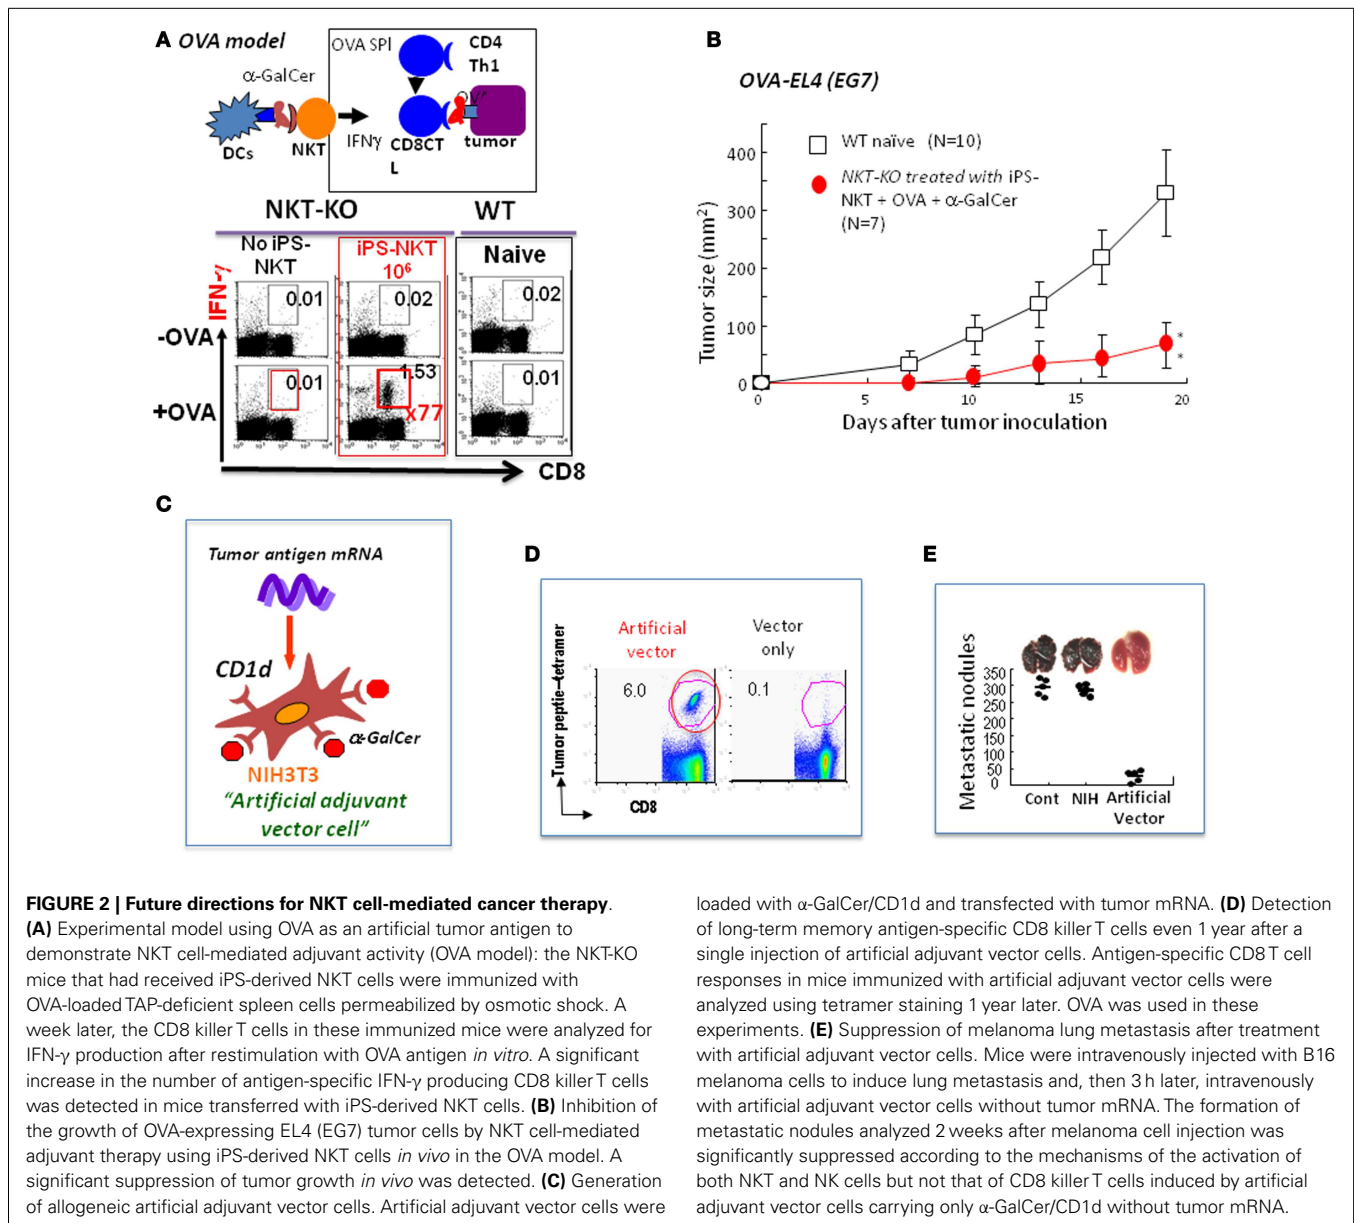 A OVA model
OVA SPl
CD4
Th1
α-GalCer
DCs
NKT
IFNγ
CD8CT
L
tumor
NKT-KO
WT
No iPS-
NKT
iPS-NKT
10⁶
Naive
IFN-γ
0.01
0.02
0.02
-OVA
0.01
1.53
x77
0.01
+OVA
CD8
B
OVA-EL4 (EG7)
WT naïve (N=10)
NKT-KO treated with iPS-
NKT + OVA + α-GalCer
(N=7)
Tumor size (mm²)
400
300
200
100
0
0 5 10 15 20
*
*
Days after tumor inoculation
C
Tumor antigen mRNA
CD1d
α-GalCer
NIH3T3
“Artificial adjuvant
vector cell”
D
Artificial
vector
Vector
only
Tumor peptie–tetramer
6.0
0.1
CD8
E
Metastatic nodules
350
300
250
200
150
100
50
0
Cont NIH Artificial
Vector
FIGURE 2 | Future directions for NKT cell-mediated cancer therapy.
(A) Experimental model using OVA as an artificial tumor antigen to
demonstrate NKT cell-mediated adjuvant activity (OVA model): the NKT-KO
mice that had received iPS-derived NKT cells were immunized with
OVA-loaded TAP-deficient spleen cells permeabilized by osmotic shock. A
week later, the CD8 killer T cells in these immunized mice were analyzed for
IFN-γ production after restimulation with OVA antigen in vitro. A significant
increase in the number of antigen-specific IFN-γ producing CD8 killer T cells
was detected in mice transferred with iPS-derived NKT cells. (B) Inhibition of
the growth of OVA-expressing EL4 (EG7) tumor cells by NKT cell-mediated
adjuvant therapy using iPS-derived NKT cells in vivo in the OVA model. A
significant suppression of tumor growth in vivo was detected. (C) Generation
of allogeneic artificial adjuvant vector cells. Artificial adjuvant vector cells were
loaded with α-GalCer/CD1d and transfected with tumor mRNA. (D) Detection
of long-term memory antigen-specific CD8 killer T cells even 1 year after a
single injection of artificial adjuvant vector cells. Antigen-specific CD8 T cell
responses in mice immunized with artificial adjuvant vector cells were
analyzed using tetramer staining 1 year later. OVA was used in these
experiments. (E) Suppression of melanoma lung metastasis after treatment
with artificial adjuvant vector cells. Mice were intravenously injected with B16
melanoma cells to induce lung metastasis and, then 3 h later, intravenously
with artificial adjuvant vector cells without tumor mRNA. The formation of
metastatic nodules analyzed 2 weeks after melanoma cell injection was
significantly suppressed according to the mechanisms of the activation of
both NKT and NK cells but not that of CD8 killer T cells induced by artificial
adjuvant vector cells carrying only α-GalCer/CD1d without tumor mRNA.